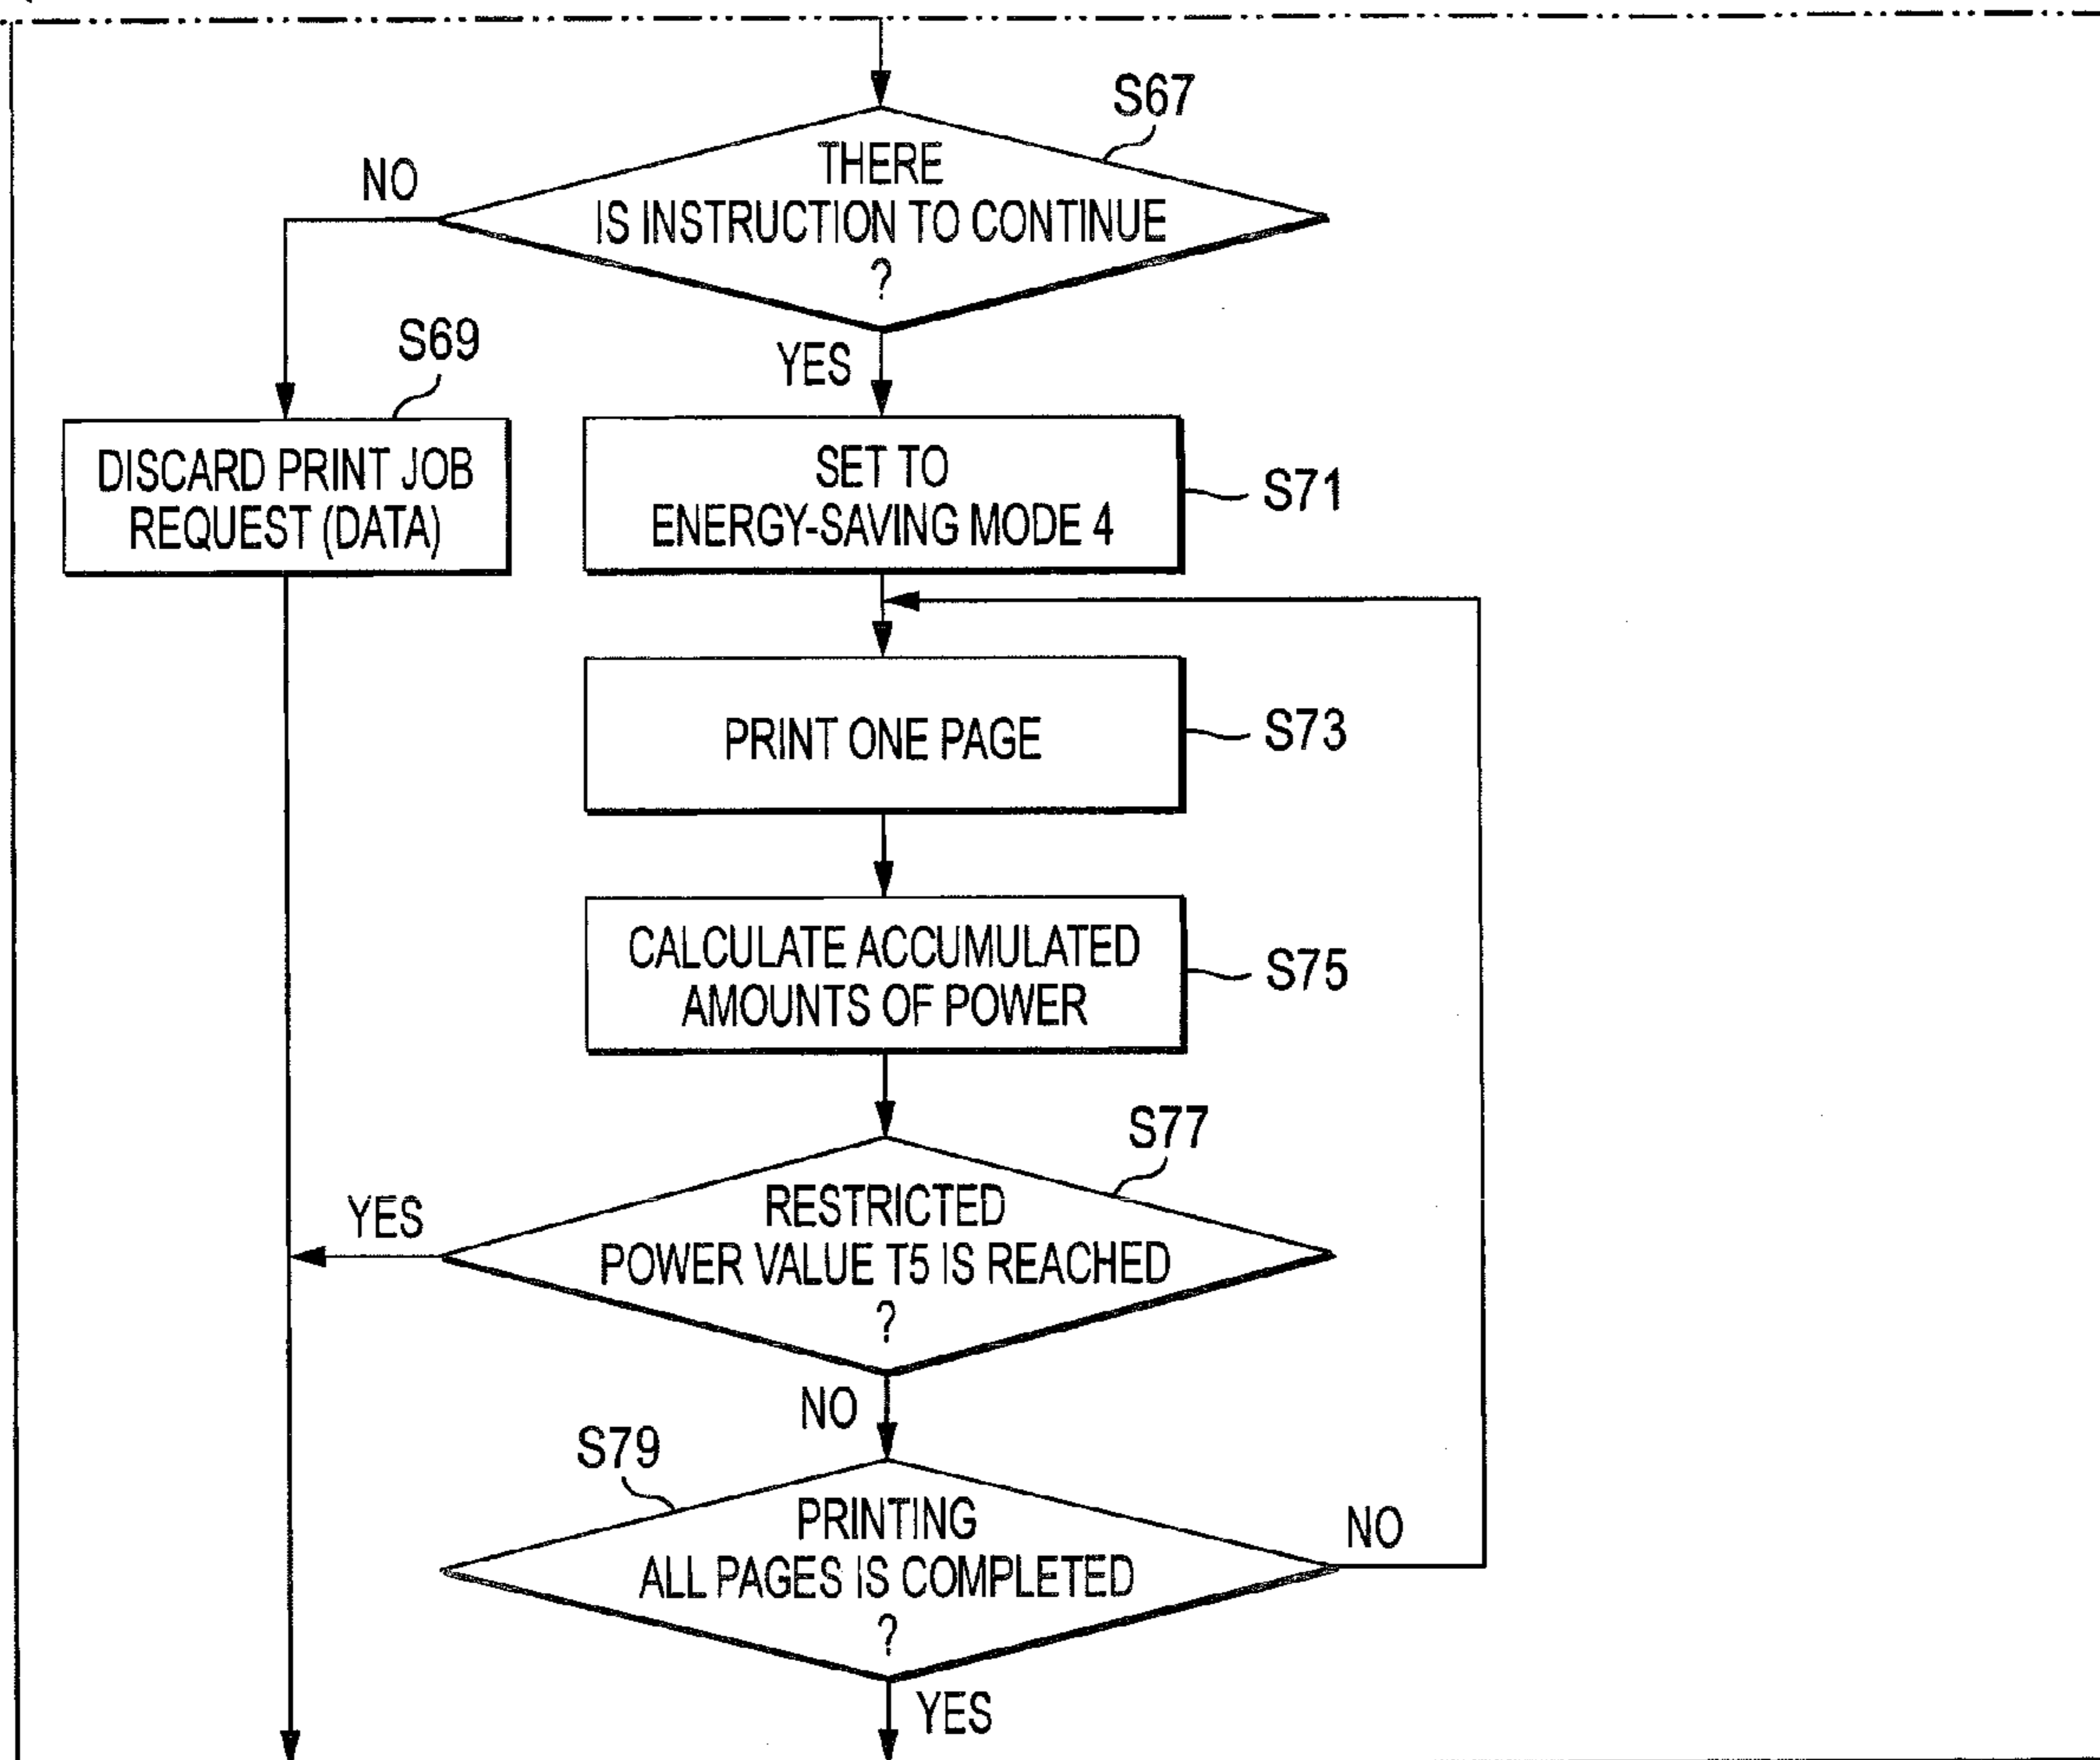 S67
THERE
IS INSTRUCTION TO CONTINUE
?
NO
YES
S69
DISCARD PRINT JOB
REQUEST (DATA)
SET TO
ENERGY-SAVING MODE 4
S71
PRINT ONE PAGE
S73
CALCULATE ACCUMULATED
AMOUNTS OF POWER
S75
S77
RESTRICTED
POWER VALUE T5 IS REACHED
?
YES
NO
S79
PRINTING
ALL PAGES IS COMPLETED
?
NO
YES